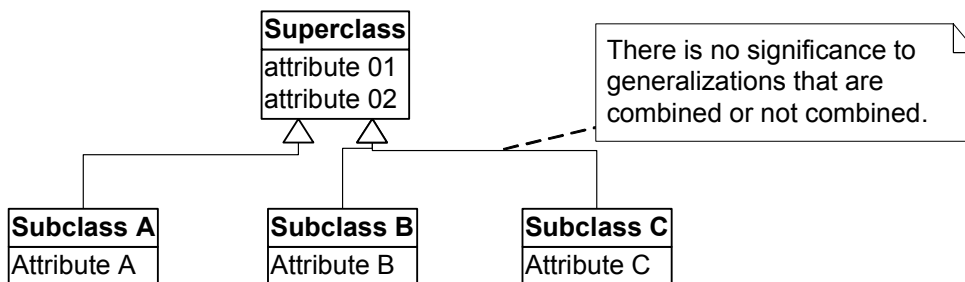 Superclass
attribute 01
attribute 02
There is no significance to
generalizations that are
combined or not combined.
Subclass A
Attribute A
Subclass B
Attribute B
Subclass C
Attribute C